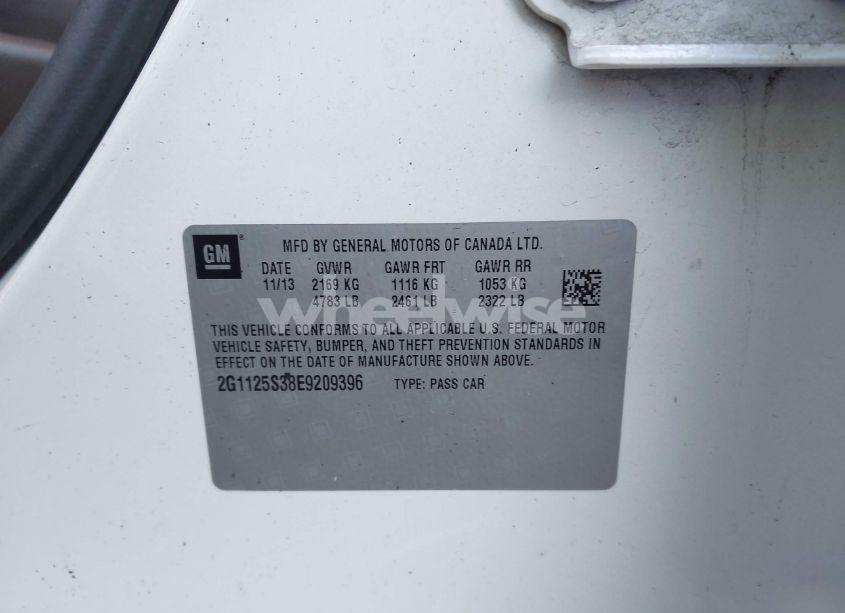 GM ®
MFD BY GENERAL MOTORS OF CANADA LTD.
DATE GVWR GAWR FRT GAWR RR
11/13 2169 KG 1116 KG 1053 KG
4783 LB 2461 LB 2322 LB
wheelwise
THIS VEHICLE CONFORMS TO ALL APPLICABLE U.S. FEDERAL MOTOR
VEHICLE SAFETY, BUMPER, AND THEFT PREVENTION STANDARDS IN
EFFECT ON THE DATE OF MANUFACTURE SHOWN ABOVE.
2G1125S38E9209396 TYPE: PASS CAR